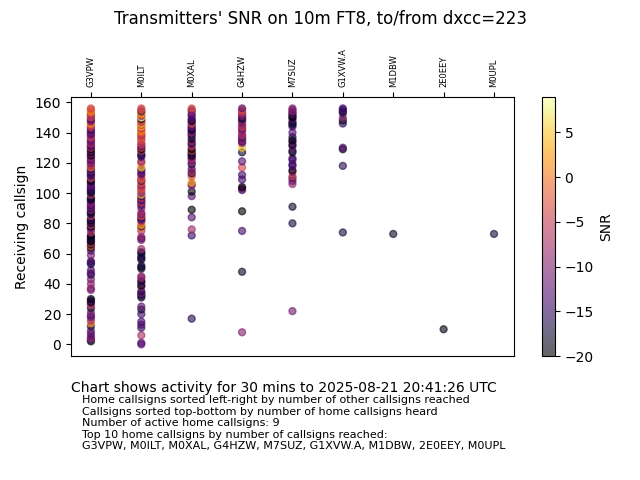 Transmitters' SNR on 10m FT8, to/from dxcc=223
G3VPW M0ILT M0XAL G4HZW M7SUZ G1XVW.A M1DBW 2E0EEY M0UPL
160
140
120
100
80
60
40
20
0
Receiving callsign
5
0
−5
−10
−15
−20
SNR
Chart shows activity for 30 mins to 2025-08-21 20:41:26 UTC
Home callsigns sorted left-right by number of other callsigns reached
Callsigns sorted top-bottom by number of home callsigns heard
Number of active home callsigns: 9
Top 10 home callsigns by number of callsigns reached:
G3VPW, M0ILT, M0XAL, G4HZW, M7SUZ, G1XVW.A, M1DBW, 2E0EEY, M0UPL